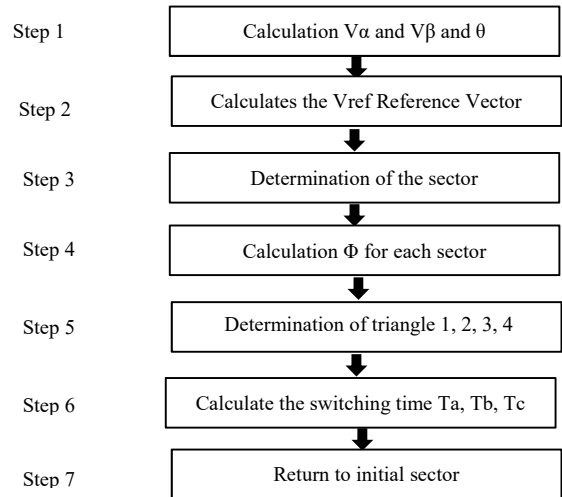 Step 1
Calculation Vα and Vβ and θ
Step 2
Calculates the Vref Reference Vector
Step 3
Determination of the sector
Step 4
Calculation Φ for each sector
Step 5
Determination of triangle 1, 2, 3, 4
Step 6
Calculate the switching time Ta, Tb, Tc
Step 7
Return to initial sector